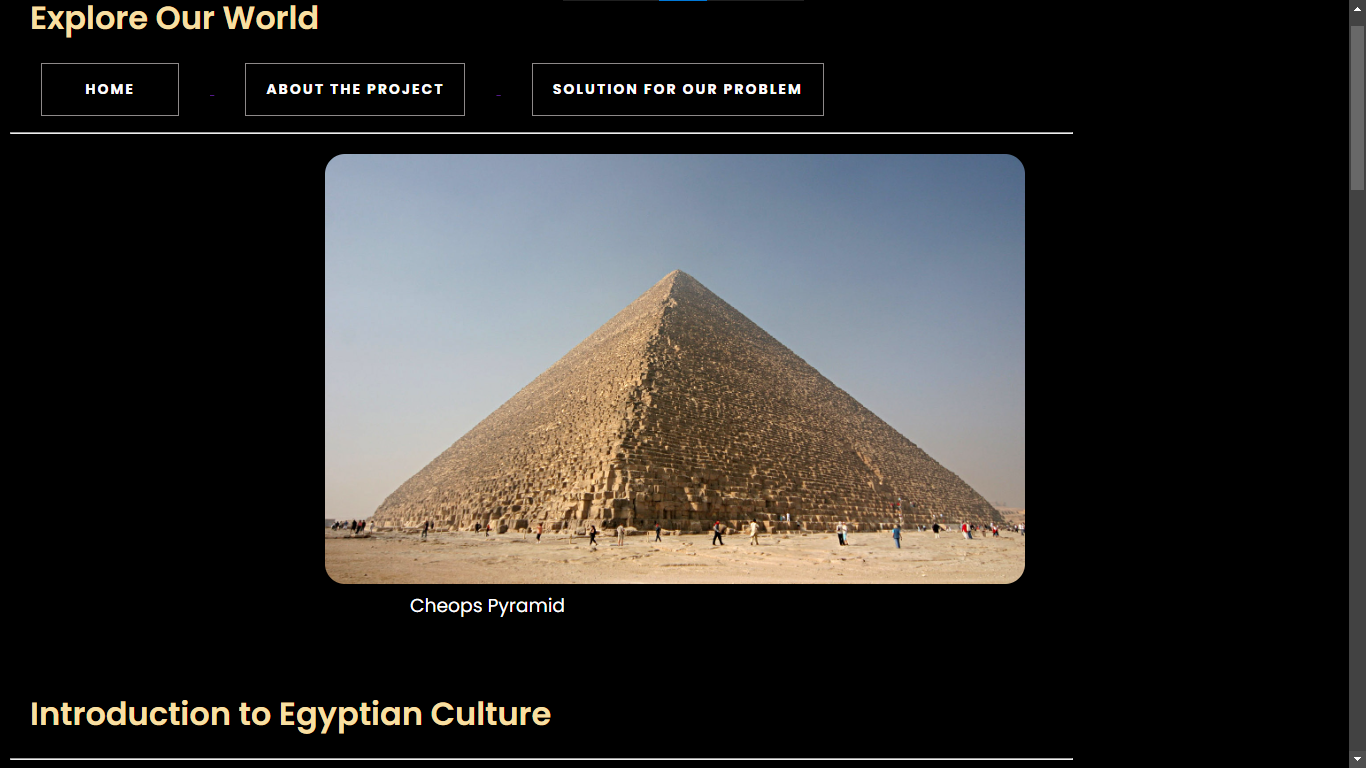 Explore Our World
HOME
ABOUT THE PROJECT
SOLUTION FOR OUR PROBLEM
Cheops Pyramid
Introduction to Egyptian Culture